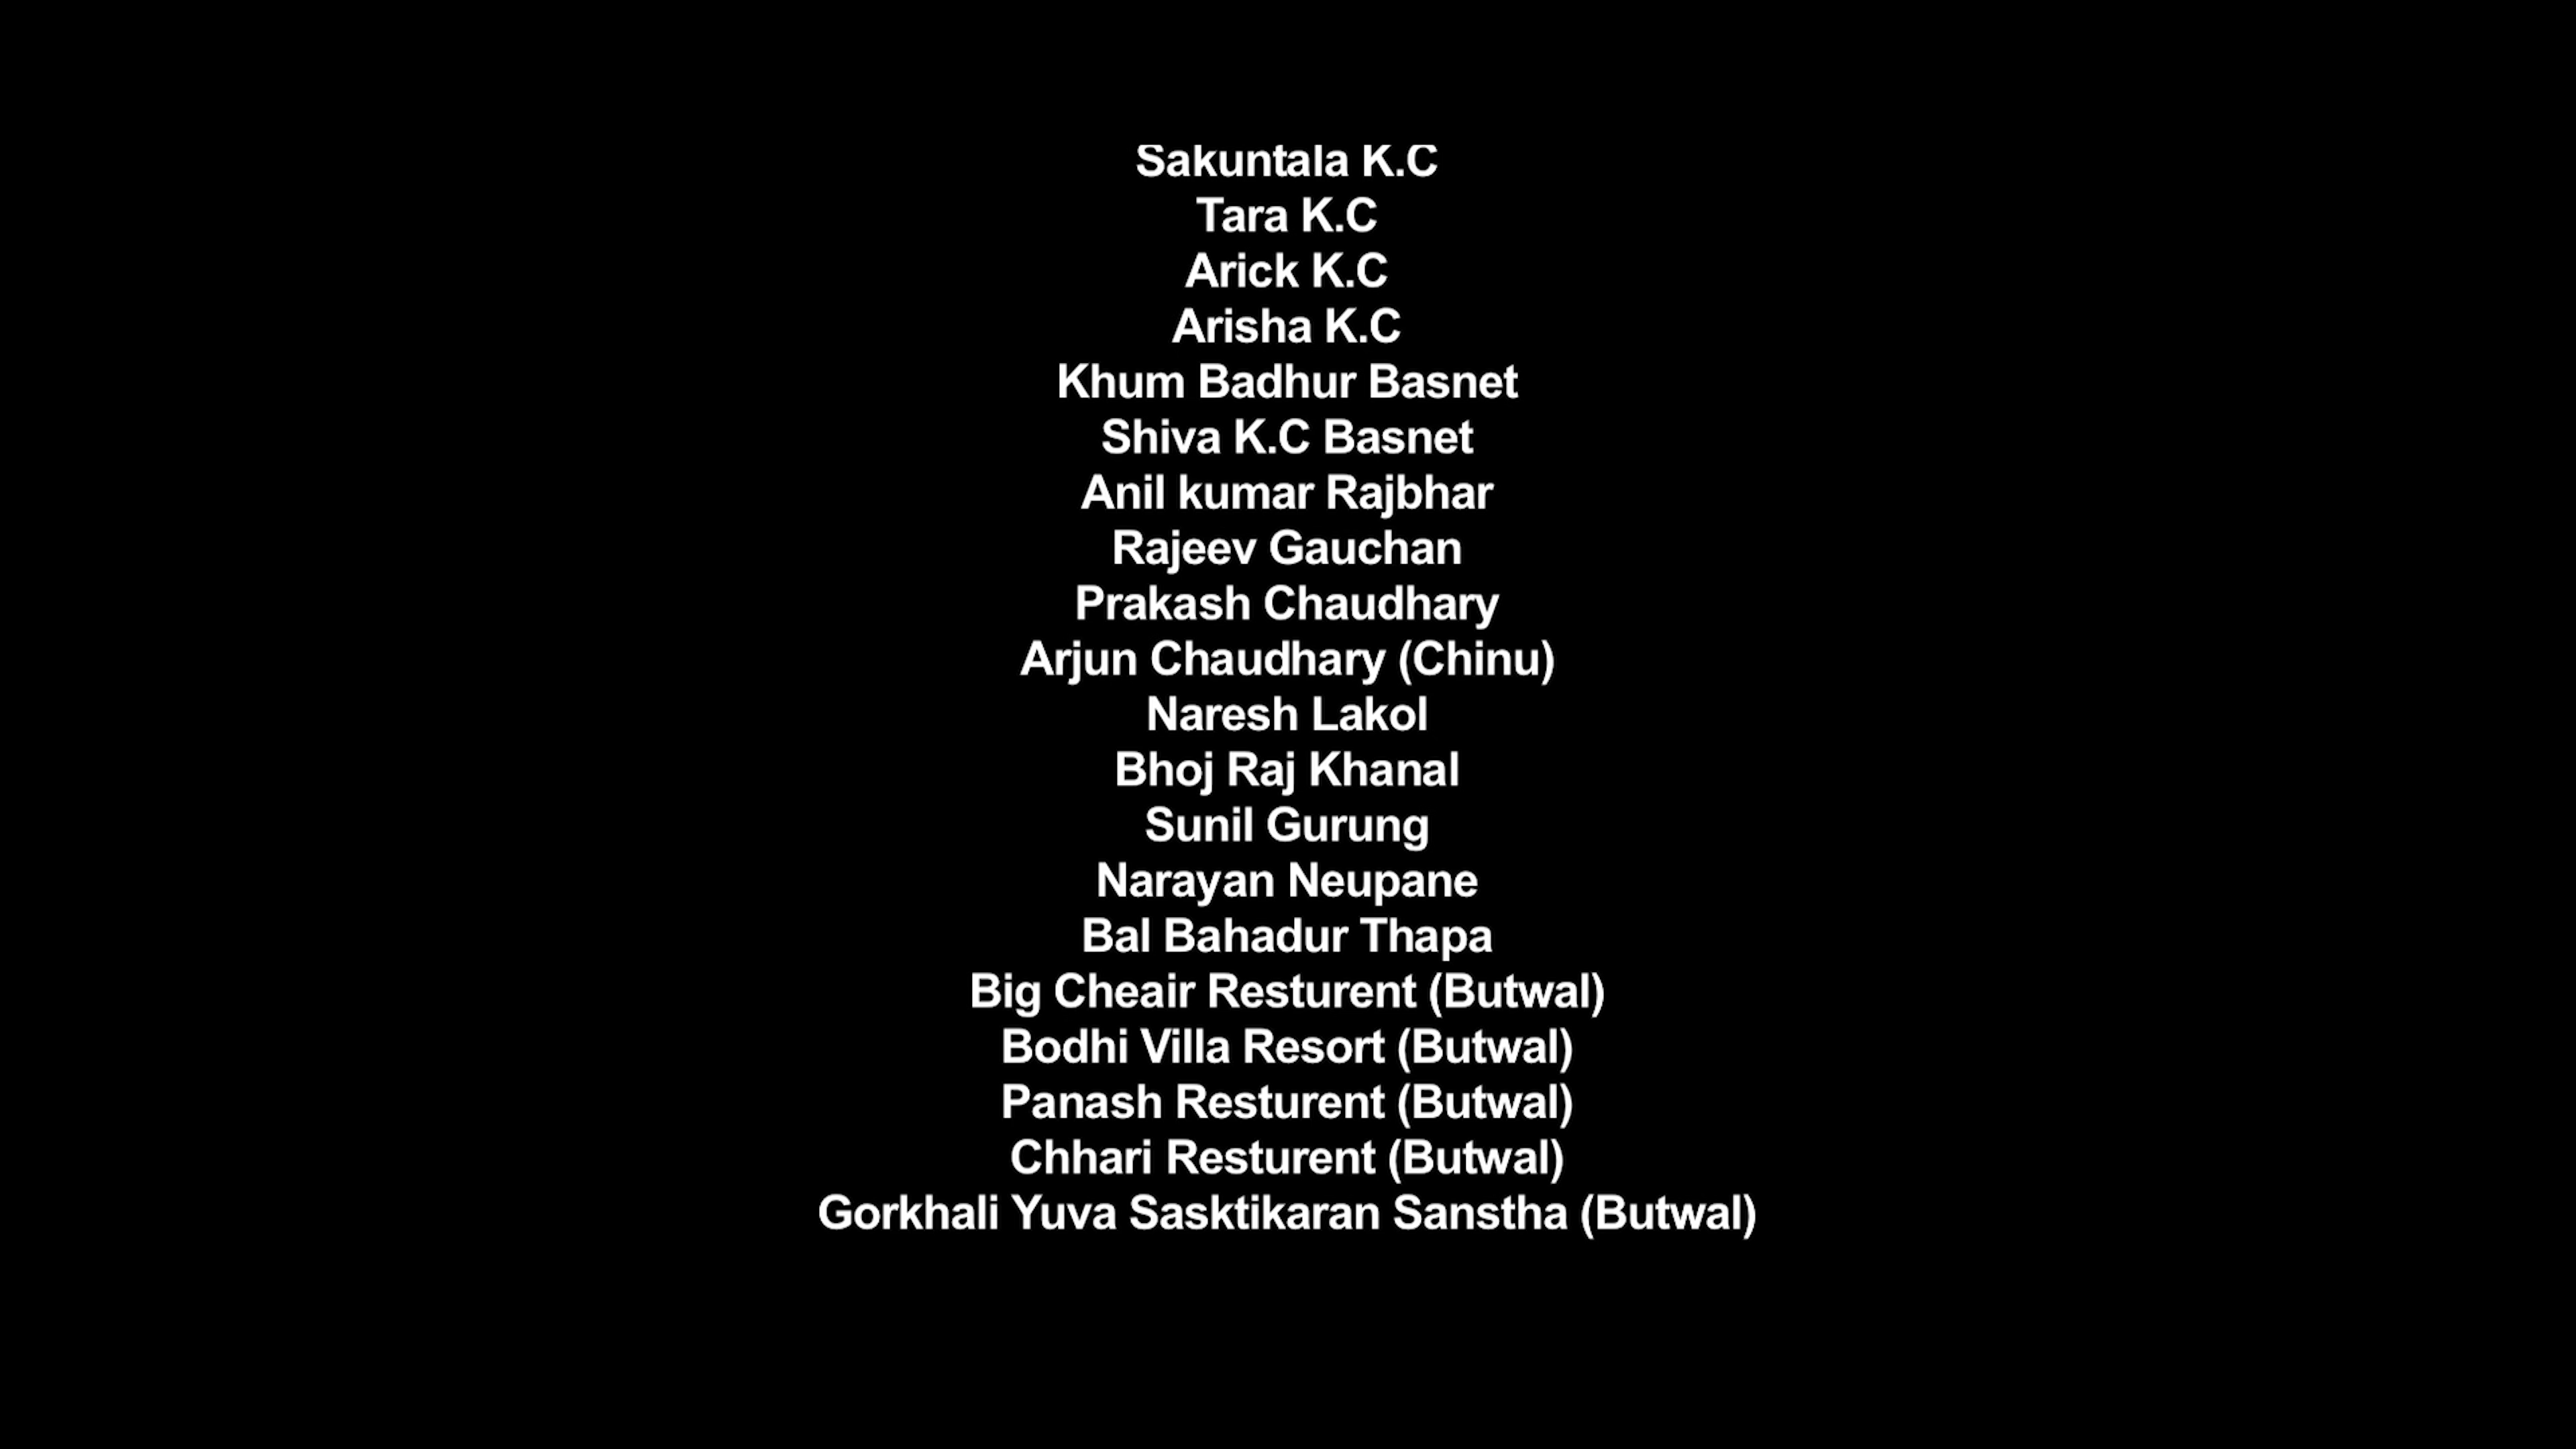 Sakuntala K.C
Tara K.C
Arick K.C
Arisha K.C
Khum Badhur Basnet
Shiva K.C Basnet
Anil kumar Rajbhar
Rajeev Gauchan
Prakash Chaudhary
Arjun Chaudhary (Chinu)
Naresh Lakol
Bhoj Raj Khanal
Sunil Gurung
Narayan Neupane
Bal Bahadur Thapa
Big Cheair Resturent (Butwal)
Bodhi Villa Resort (Butwal)
Panash Resturent (Butwal)
Chhari Resturent (Butwal)
Gorkhali Yuva Sasktikaran Sanstha (Butwal)